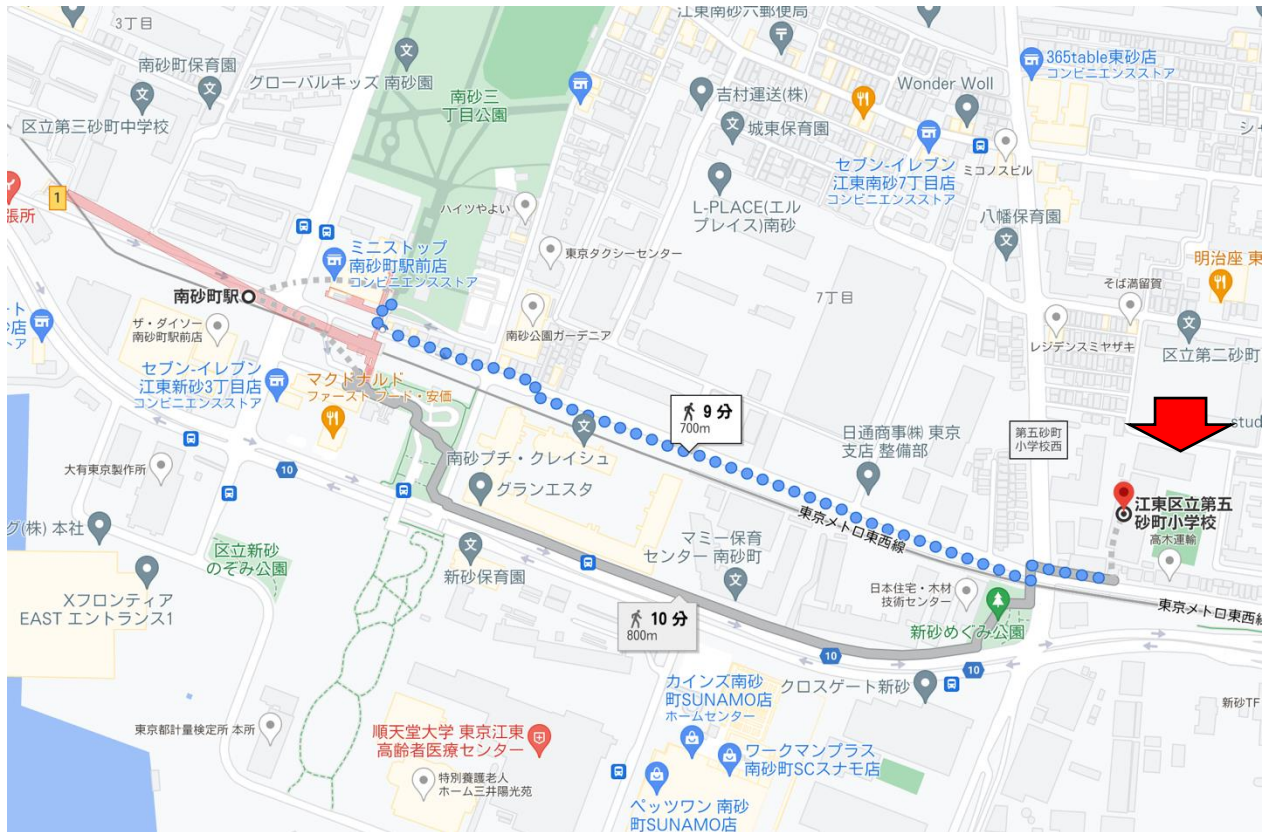 3丁目
南砂町保育園
区立第三砂町中学校
グローバルキッズ 南砂園
南砂三
丁目公園
江東南砂六郵便局
吉村運送(株)
城東保育園
L-PLACE(エル
プレイス)南砂
Wonder Woll
365table東砂店
コンビニエンスストア
セブン-イレブン
江東南砂7丁目店
コンビニエンスストア
ミコノスビル
八幡保育園
明治座 東
そば満留賀
レジデンスミヤザキ
区立第二砂町
1
張所
ミニストップ
南砂町駅前店
コンビニエンスストア
ハイツやよい
東京タクシーセンター
7丁目
南砂町駅
ザ・ダイソー
南砂町駅前店
南砂公園ガーデニア
セブン-イレブン
江東新砂3丁目店
コンビニエンスストア
マクドナルド
ファースト フード・安価
9 分
700m
日通商事㈱ 東京
支店 整備部
第五砂町
小学校西
stud
大有東京製作所
10
南砂プチ・クレイシュ
グランエスタ
東京メトロ東西線
江東区立第五
砂町小学校
高木運輸
グ(株) 本社
区立新砂
のぞみ公園
新砂保育園
マミー保育
センター 南砂町
日本住宅・木材
技術センター
東京メトロ東西線
Xフロンティア
EAST エントランス1
10 分
800m
新砂めぐみ公園
10
10
カインズ南砂
町SUNAMO店
ホームセンター
クロスゲート新砂
新砂TF
東京都計量検定所 本所
順天堂大学 東京江東
高齢者医療センター
ワークマンプラス
南砂町SCスナモ店
特別養護老人
ホーム三井陽光苑
ペッツワン 南砂
町SUNAMO店